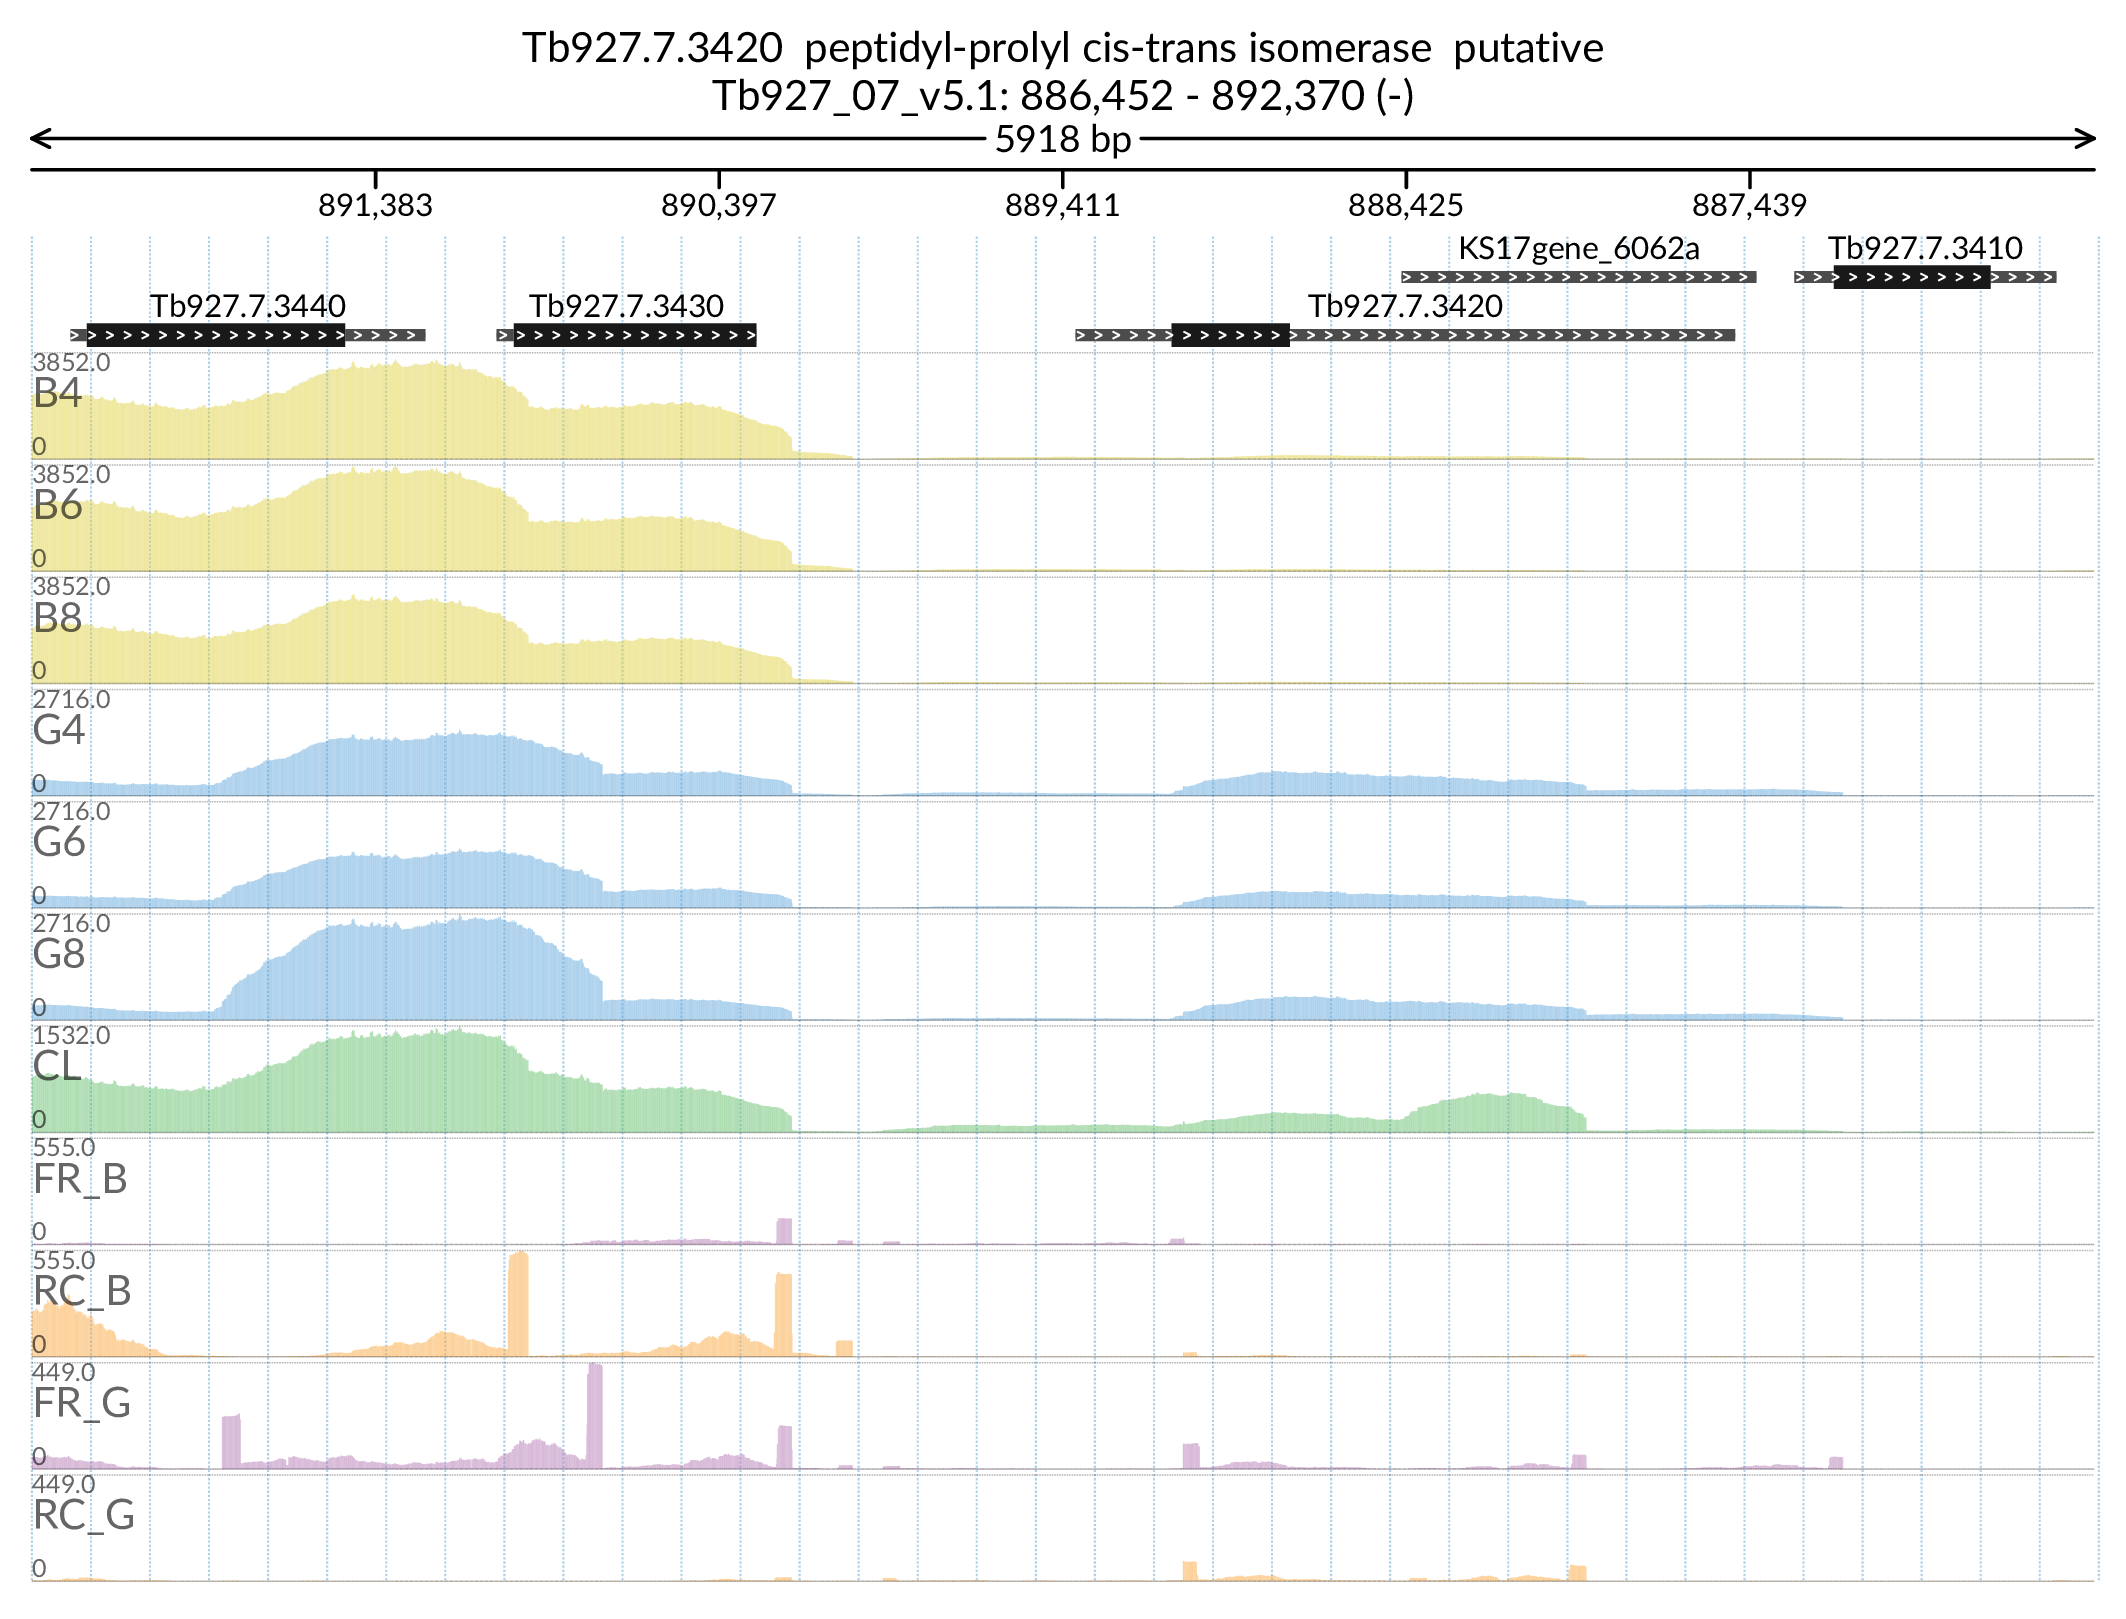 Tb927.7.3420 peptidyl-prolyl cis-trans isomerase putative
Tb927_07_v5.1: 886,452 - 892,370 (-)
5918 bp
891,383 890,397 889,411 888,425 887,439
KS17gene_6062a Tb927.7.3410
Tb927.7.3440 Tb927.7.3430 Tb927.7.3420
3852.0
B4
0
3852.0
B6
0
3852.0
B8
0
2716.0
G4
0
2716.0
G6
0
2716.0
G8
0
1532.0
CL
0
555.0
FR_B
0
555.0
RC_B
0
449.0
FR_G
0
449.0
RC_G
0